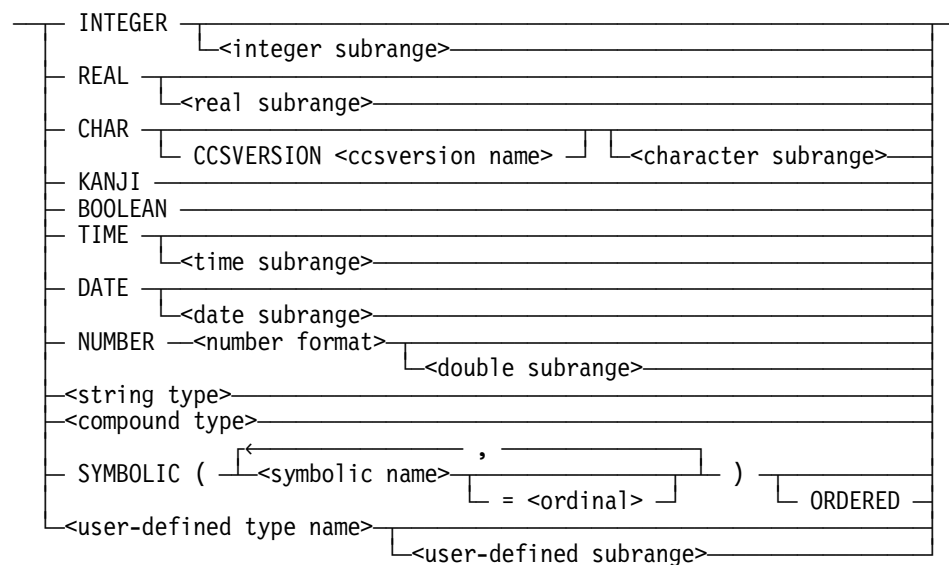 INTEGER
<integer subrange>
REAL
<real subrange>
CHAR
CCSVERSION <ccsversion name> <character subrange>
KANJI
BOOLEAN
TIME
<time subrange>
DATE
<date subrange>
NUMBER <number format>
<double subrange>
<string type>
<compound type>
,
SYMBOLIC ( <symbolic name> )
= <ordinal> ORDERED
<user-defined type name>
<user-defined subrange>